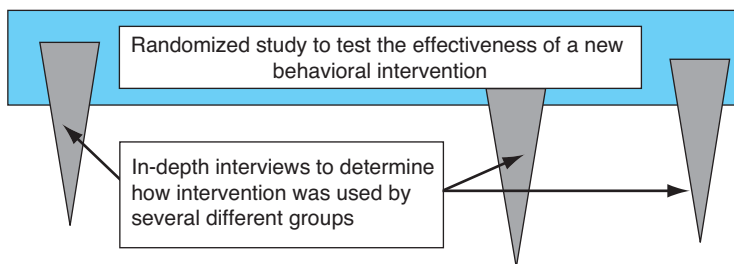 Randomized study to test the effectiveness of a new
behavioral intervention
In-depth interviews to determine
how intervention was used by
several different groups